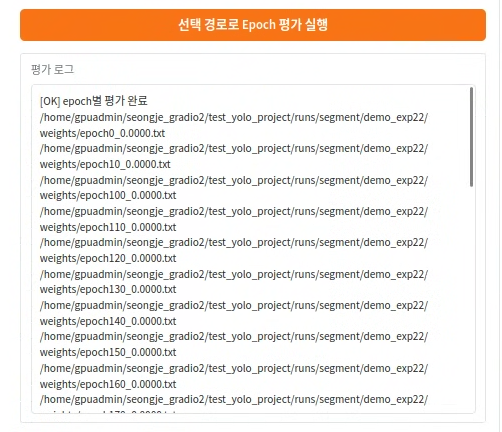 선택 경로로 Epoch 평가 실행
평가 로그
[OK] epoch별 평가 완료
/home/gpuadmin/seongje_gradio2/test_yolo_project/runs/segment/demo_exp22/
weights/epoch0_0.0000.txt
/home/gpuadmin/seongje_gradio2/test_yolo_project/runs/segment/demo_exp22/
weights/epoch10_0.0000.txt
/home/gpuadmin/seongje_gradio2/test_yolo_project/runs/segment/demo_exp22/
weights/epoch100_0.0000.txt
/home/gpuadmin/seongje_gradio2/test_yolo_project/runs/segment/demo_exp22/
weights/epoch110_0.0000.txt
/home/gpuadmin/seongje_gradio2/test_yolo_project/runs/segment/demo_exp22/
weights/epoch120_0.0000.txt
/home/gpuadmin/seongje_gradio2/test_yolo_project/runs/segment/demo_exp22/
weights/epoch130_0.0000.txt
/home/gpuadmin/seongje_gradio2/test_yolo_project/runs/segment/demo_exp22/
weights/epoch140_0.0000.txt
/home/gpuadmin/seongje_gradio2/test_yolo_project/runs/segment/demo_exp22/
weights/epoch150_0.0000.txt
/home/gpuadmin/seongje_gradio2/test_yolo_project/runs/segment/demo_exp22/
weights/epoch160_0.0000.txt
/home/gpuadmin/seongje_gradio2/test_yolo_project/runs/segment/demo_exp22/